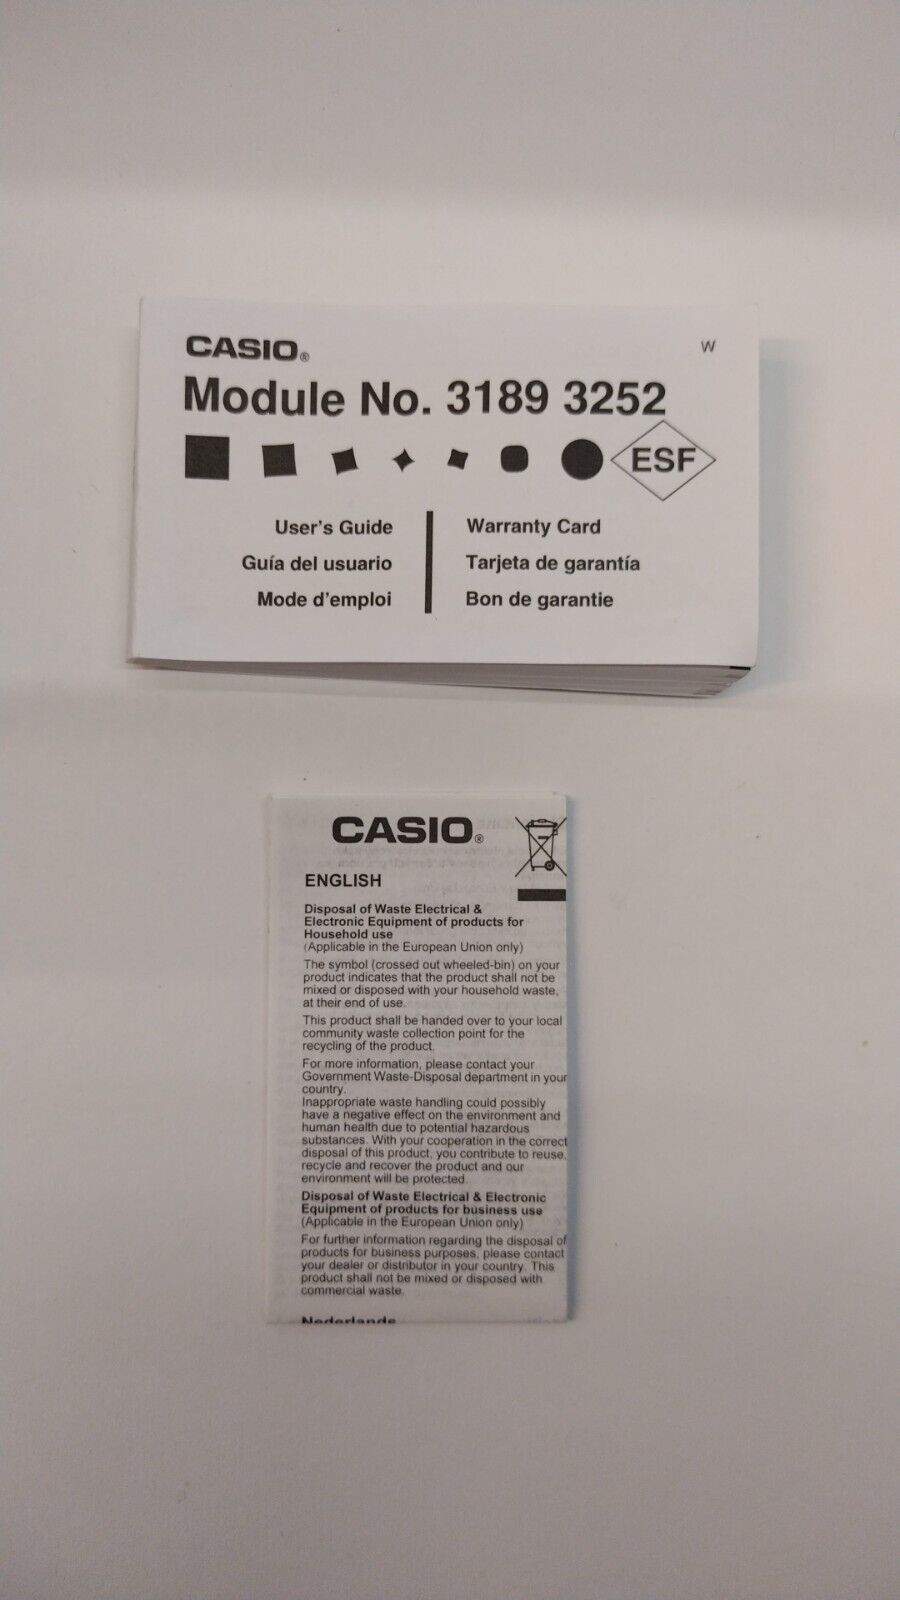 CASIO®
W
Module No. 3189 3252
ESF
User's Guide
Guía del usuario
Mode d'emploi
Warranty Card
Tarjeta de garantía
Bon de garantie
CASIO®
ENGLISH
Disposal of Waste Electrical &
Electronic Equipment of products for
Household use
(Applicable in the European Union only)
The symbol (crossed out wheeled-bin) on your
product indicates that the product shall not be
mixed or disposed with your household waste,
at their end of use.
This product shall be handed over to your local
community waste collection point for the
recycling of the product.
For more information, please contact your
Government Waste-Disposal department in your
country.
Inappropriate waste handling could possibly
have a negative effect on the environment and
human health due to potential hazardous
substances. With your cooperation in the correct
disposal of this product, you contribute to reuse,
recycle and recover the product and our
environment will be protected.
Disposal of Waste Electrical & Electronic
Equipment of products for business use
(Applicable in the European Union only)
For further information regarding the disposal of
products for business purposes, please contact
your dealer or distributor in your country. This
product shall not be mixed or disposed with
commercial waste.
Nederlands